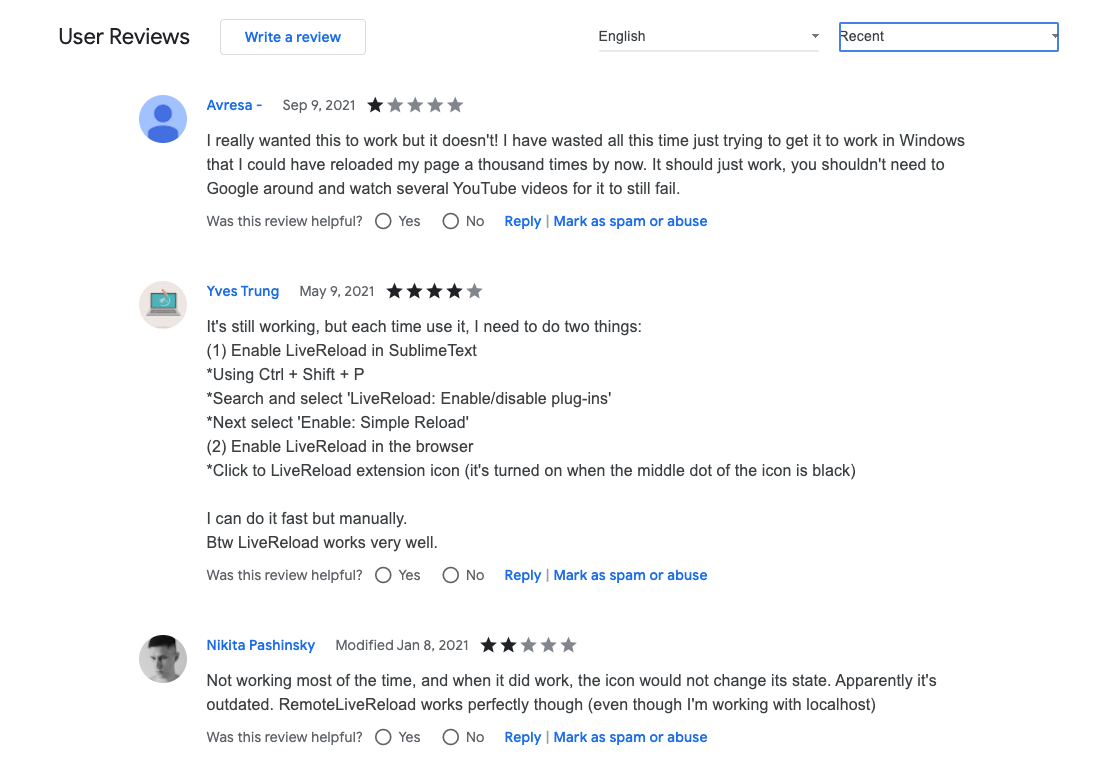 User Reviews
Write a review
English
Recent
Avresa - Sep 9, 2021
I really wanted this to work but it doesn't! I have wasted all this time just trying to get it to work in Windows
that I could have reloaded my page a thousand times by now. It should just work, you shouldn't need to
Google around and watch several YouTube videos for it to still fail.
Was this review helpful? Yes No Reply | Mark as spam or abuse
Yves Trung May 9, 2021
It's still working, but each time use it, I need to do two things:
(1) Enable LiveReload in SublimeText
*Using Ctrl + Shift + P
*Search and select 'LiveReload: Enable/disable plug-ins'
*Next select 'Enable: Simple Reload'
(2) Enable LiveReload in the browser
*Click to LiveReload extension icon (it's turned on when the middle dot of the icon is black)
I can do it fast but manually.
Btw LiveReload works very well.
Was this review helpful? Yes No Reply | Mark as spam or abuse
Nikita Pashinsky Modified Jan 8, 2021
Not working most of the time, and when it did work, the icon would not change its state. Apparently it's
outdated. RemoteLiveReload works perfectly though (even though I'm working with localhost)
Was this review helpful? Yes No Reply | Mark as spam or abuse